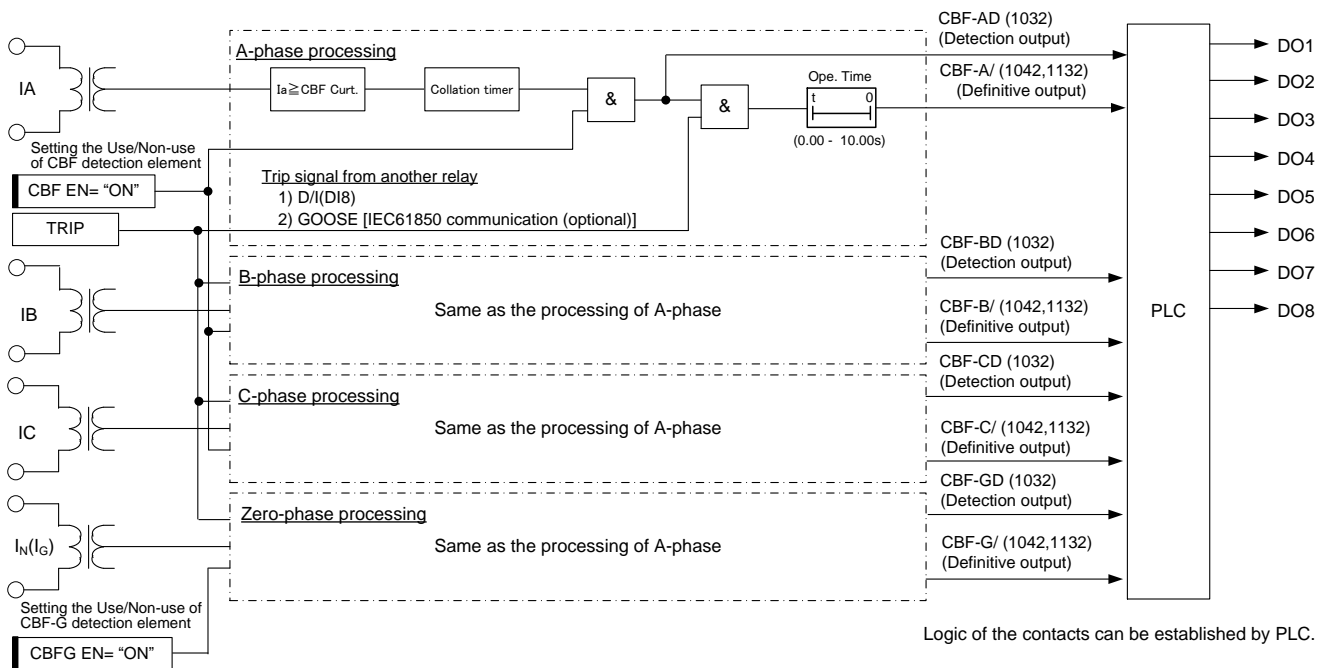 A-phase processing
IA
Ia≧CBF Curt.
Collation timer
&
&
Ope. Time
t 0
(0.00 - 10.00s)
CBF-AD (1032)
(Detection output)
CBF-A/ (1042,1132)
(Definitive output)
Setting the Use/Non-use
of CBF detection element
CBF EN= “ON”
TRIP
Trip signal from another relay
1) D/I(DI8)
2) GOOSE [IEC61850 communication (optional)]
IB
B-phase processing
Same as the processing of A-phase
CBF-BD (1032)
(Detection output)
CBF-B/ (1042,1132)
(Definitive output)
IC
C-phase processing
Same as the processing of A-phase
CBF-CD (1032)
(Detection output)
CBF-C/ (1042,1132)
(Definitive output)
IN(IG)
Zero-phase processing
Same as the processing of A-phase
CBF-GD (1032)
(Detection output)
CBF-G/ (1042,1132)
(Definitive output)
Setting the Use/Non-use of
CBF-G detection element
CBFG EN= “ON”
PLC
DO1
DO2
DO3
DO4
DO5
DO6
DO7
DO8
Logic of the contacts can be established by PLC.